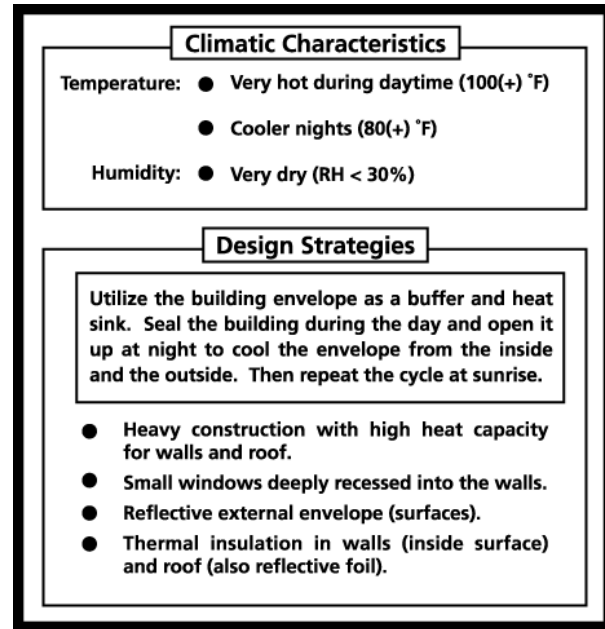 Climatic Characteristics
Temperature: ● Very hot during daytime (100(+) ˚F)
● Cooler nights (80(+) ˚F)
Humidity: ● Very dry (RH < 30%)
Design Strategies
Utilize the building envelope as a buffer and heat
sink. Seal the building during the day and open it
up at night to cool the envelope from the inside
and the outside. Then repeat the cycle at sunrise.
● Heavy construction with high heat capacity
for walls and roof.
● Small windows deeply recessed into the walls.
● Reflective external envelope (surfaces).
● Thermal insulation in walls (inside surface)
and roof (also reflective foil).